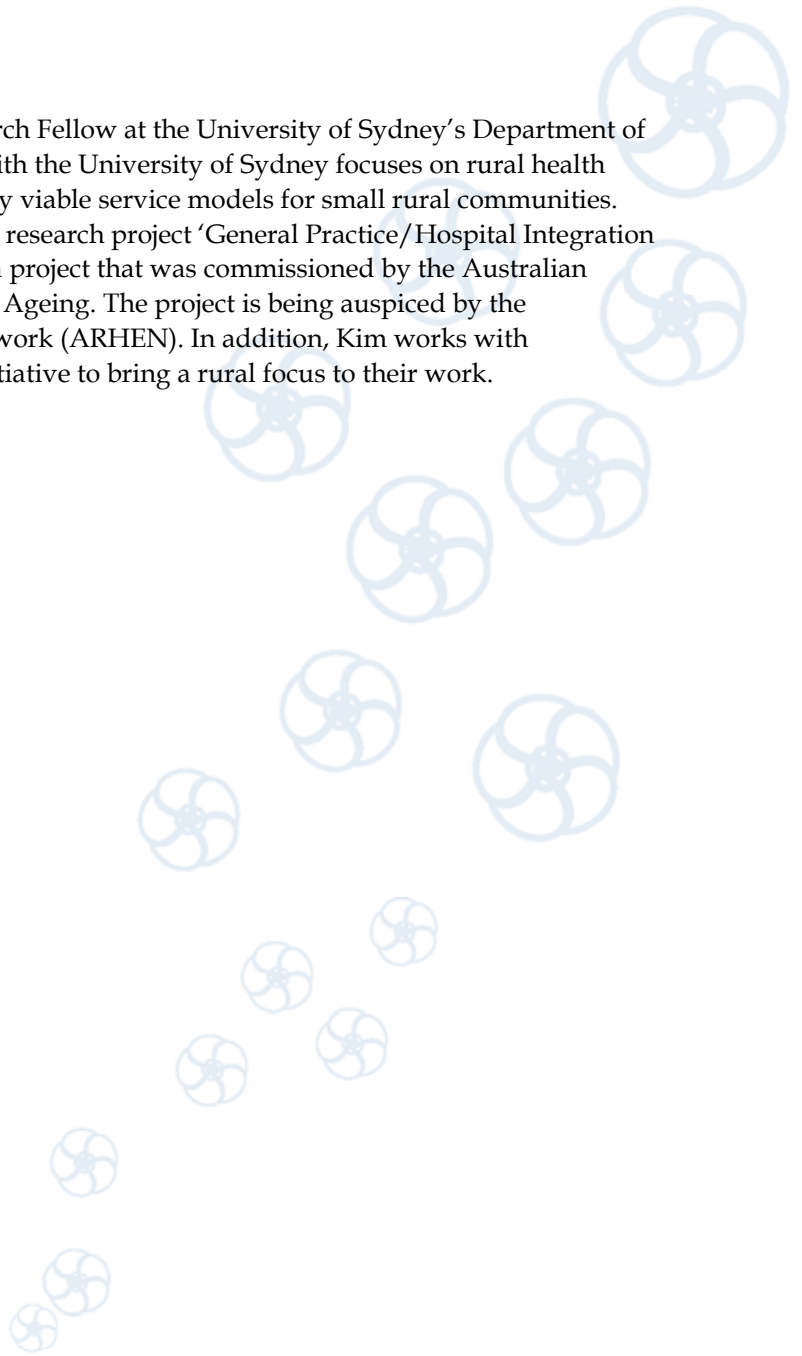 rch Fellow at the University of Sydney’s Department of
ith the University of Sydney focuses on rural health
y viable service models for small rural communities.
research project ‘General Practice/Hospital Integration
project that was commissioned by the Australian
Ageing. The project is being auspiced by the
work (ARHEN). In addition, Kim works with
tiative to bring a rural focus to their work.